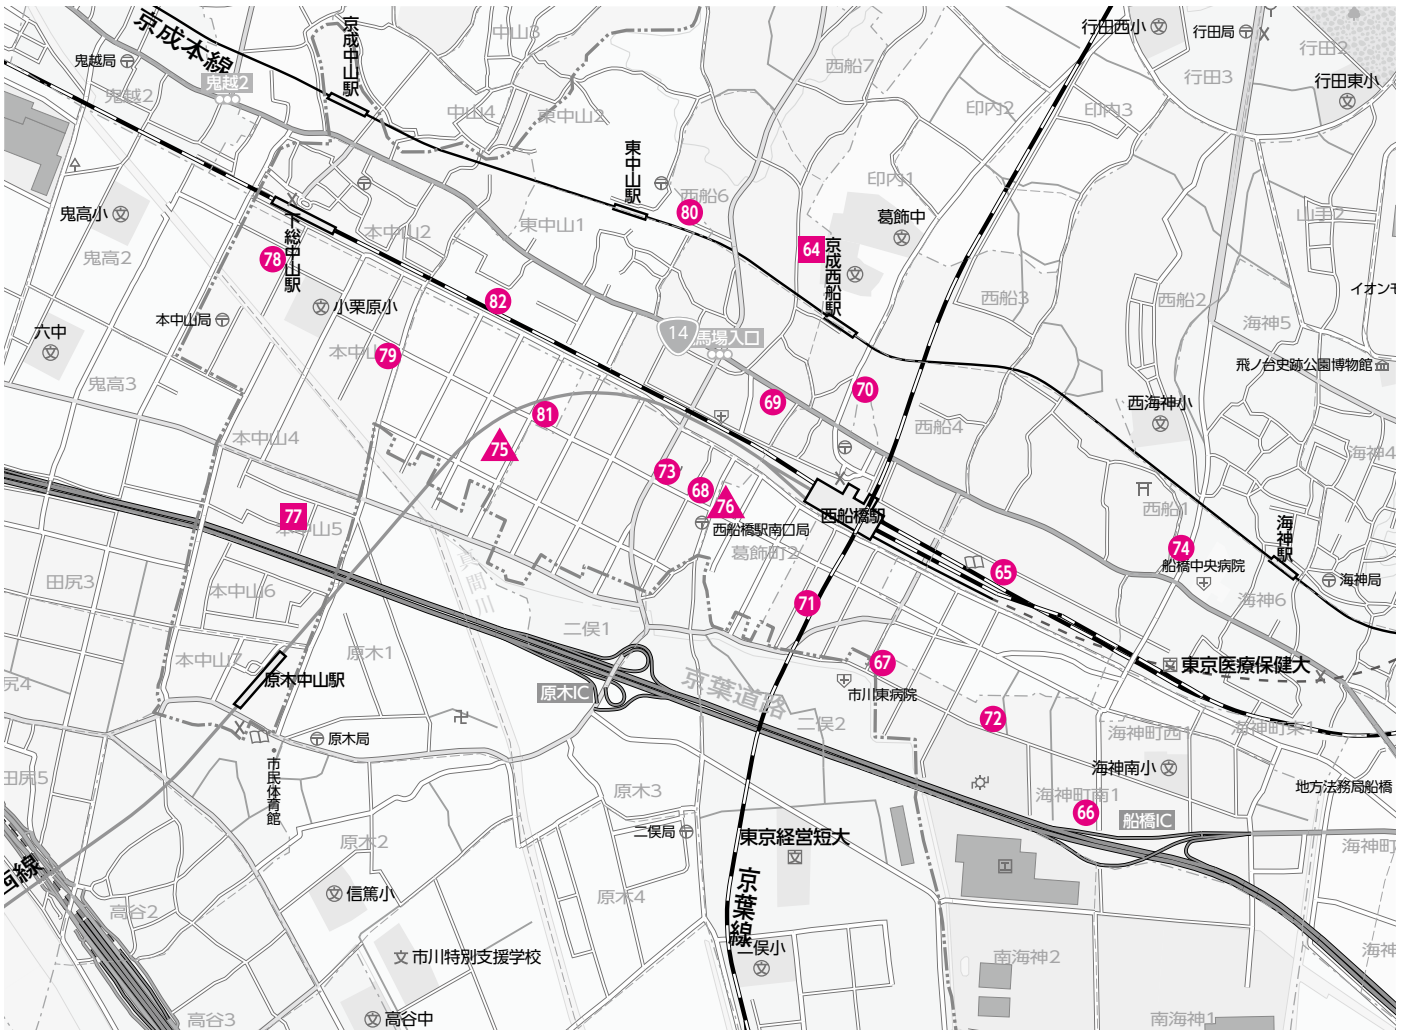 京成本線
京成中山駅
中山3
鬼越局
鬼越2
鬼越2
中山4
東中山2
西船7
行田西小
行田局
行田2
行田3
行田東小
印内2
印内3
東中山駅
西船6
80
印内1
葛飾中
山手2
鬼高小
鬼高2
下総中山駅
78
本中山2
東中山1
64
京成西船駅
西船3
西船2
イオンモ
82
小栗原小
本中山局
六中
14
馬場入口
海神5
本中山
79
鬼高3
70
69
飛ノ台史跡公園博物館
西海神小
81
75
本中山4
西船4
海神4
73
68
76
西船橋駅
西船橋駅南口局
葛飾町2
77
本中山5
西船1
74
船橋中央病院
海神駅
海神局
海神6
65
田尻3
真間川
本中山6
71
二俣1
本中山7
原木1
原木中山駅
尻4
67
市川東病院
東京医療保健大
京葉道路
原木IC
二俣2
72
海神町西1
海神町東1
原木局
市民体育館
田尻5
海神南小
地方法務局船橋
海神町南1
66
船橋IC
原木3
二俣局
東京経営短大
海神町
原木2
西線
信篤小
原木4
京葉線
高谷2
市川特別支援学校
二俣小
南海神2
海神
高谷3
高谷中
南海神1